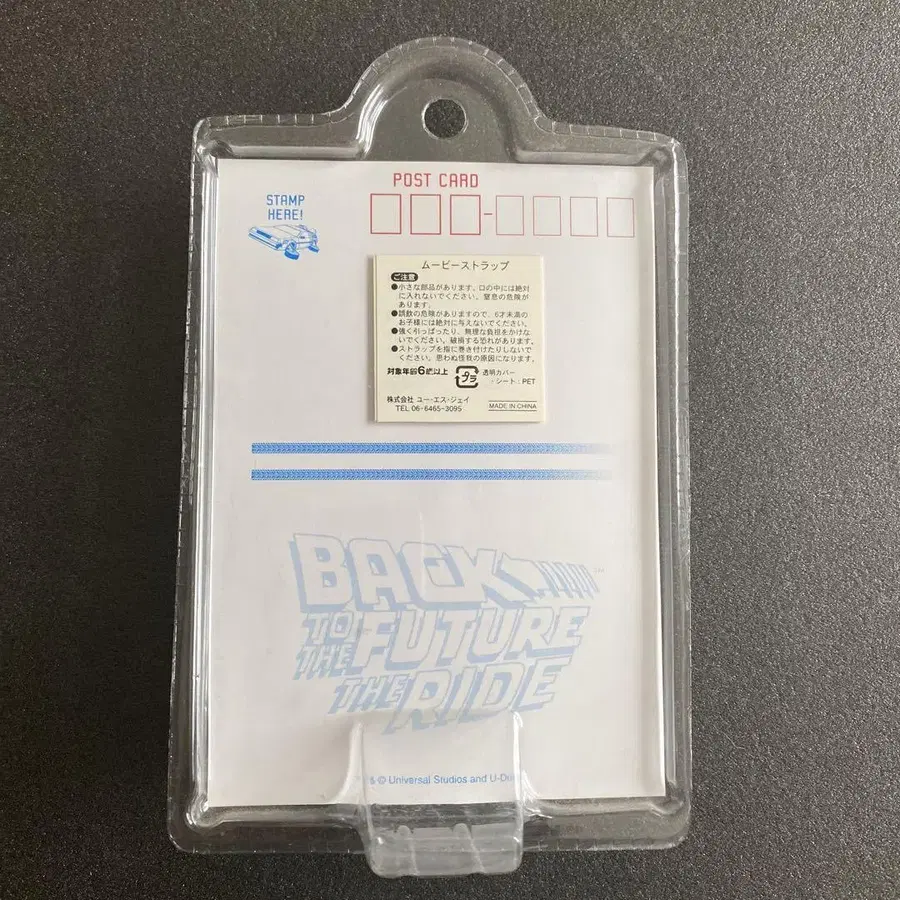 POST CARD
STAMP
HERE!
ムービーストラップ
ご注意
●小さな部品があります。口の中には絶対
に入れないでください。窒息の危険が
あります。
●誤飲の危険がありますので、6才未満の
お子様には絶対に与えないでください。
●強く引っぱったり、無理な負担をかけな
いでください。破損する恐れがあります。
●ストラップを指に巻き付けたりしないで
ください。思わぬ怪我の原因になります。
対象年齢6歳以上
プラ
透明カバー
・シート:PET
株式会社 ユー・エス・ジェイ
TEL 06-6465-3095
MADE IN CHINA
BACK
TO THE FUTURE
THE RIDE
© Universal Studios and U-Dr